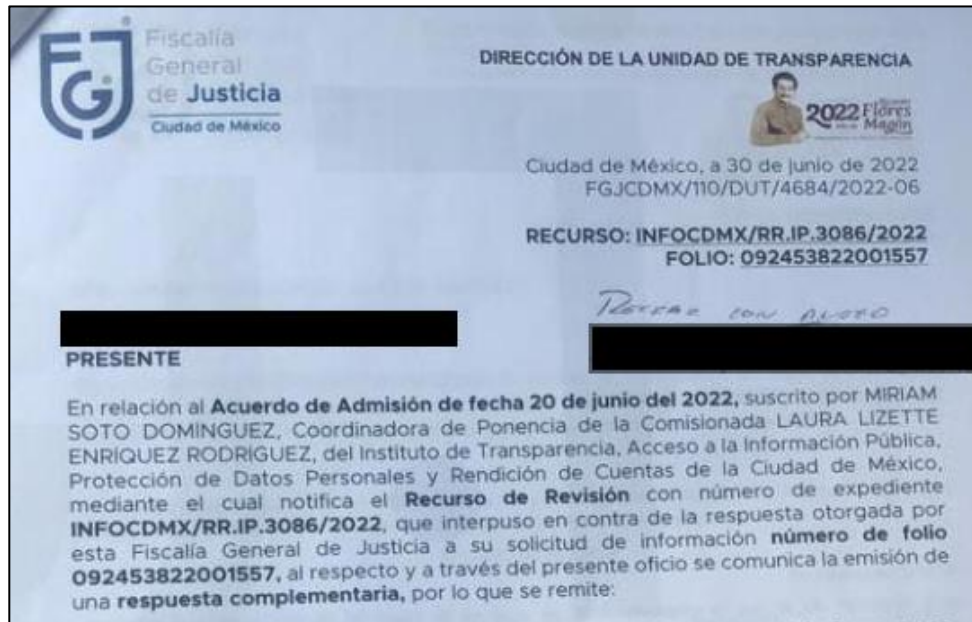 Fiscalía
General
de Justicia
Ciudad de México
DIRECCIÓN DE LA UNIDAD DE TRANSPARENCIA
2022 Flores
Magón
Ciudad de México, a 30 de junio de 2022
FGJCDMX/110/DUT/4684/2022-06
RECURSO: INFOCDMX/RR.IP.3086/2022
FOLIO: 092453822001557
con
PRESENTE
En relación al Acuerdo de Admisión de fecha 20 de junio del 2022, suscrito por MIRIAM
SOTO DOMINGUEZ, Coordinadora de Ponencia de la Comisionada LAURA LIZETTE
ENRÍQUEZ RODRÍGUEZ, del Instituto de Transparencia, Acceso a la Información Pública,
Protección de Datos Personales y Rendición de Cuentas de la Ciudad de México,
mediante el cual notifica el Recurso de Revisión con número de expediente
INFOCDMX/RR.IP.3086/2022, que interpuso en contra de la respuesta otorgada por
esta Fiscalía General de Justicia a su solicitud de información número de folio
092453822001557, al respecto y a través del presente oficio se comunica la emisión de
una respuesta complementaria, por lo que se remite: